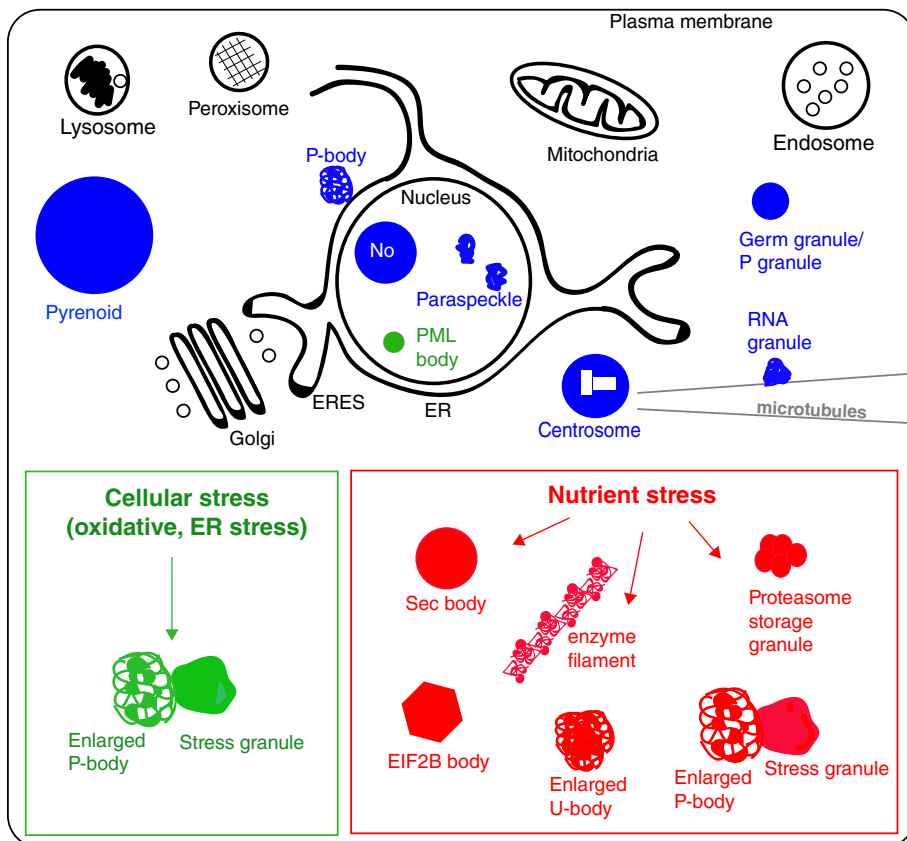 Plasma membrane
Lysosome
Peroxisome
Mitochondria
Endosome
P-body
Nucleus
No
Paraspeckle
PML
body
Pyrenoid
Germ granule/
P granule
RNA
granule
microtubules
Centrosome
ERES
ER
Golgi
Cellular stress
(oxidative, ER stress)
Enlarged
P-body
Stress granule
Nutrient stress
Sec body
enzyme
filament
Proteasome
storage
granule
EIF2B body
Enlarged
U-body
Enlarged
P-body
Stress granule